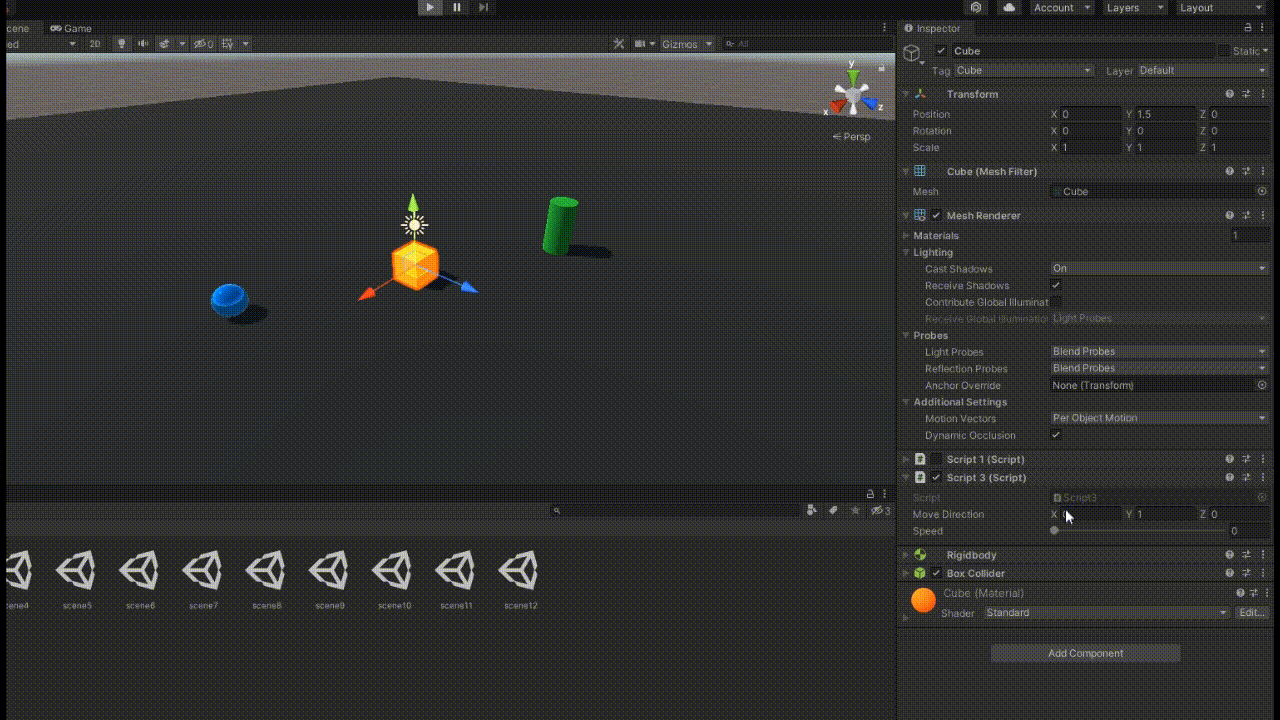 Account Layers Layout
cene Game Inspector
ed 2D 0 Gizmos All
Cube Static
Tag Cube Layer Default
y
x z
Persp
Transform
Position X 0 Y 1.5 Z 0
Rotation X 0 Y 0 Z 0
Scale X 1 Y 1 Z 1
Cube (Mesh Filter)
Mesh Cube
Mesh Renderer
Materials 1
Lighting
Cast Shadows On
Receive Shadows
Contribute Global Illuminat
Receive Global Illumination Light Probes
Probes
Light Probes Blend Probes
Reflection Probes Blend Probes
Anchor Override None (Transform)
Additional Settings
Motion Vectors Per Object Motion
Dynamic Occlusion
# Script 1 (Script)
# Script 3 (Script)
Script Script3
Move Direction X Y 1 Z 0
Speed 0
3
Rigidbody
Box Collider
Cube (Material)
Shader Standard Edit...
Add Component
cene4 scene5 scene6 scene7 scene8 scene9 scene10 scene11 scene12